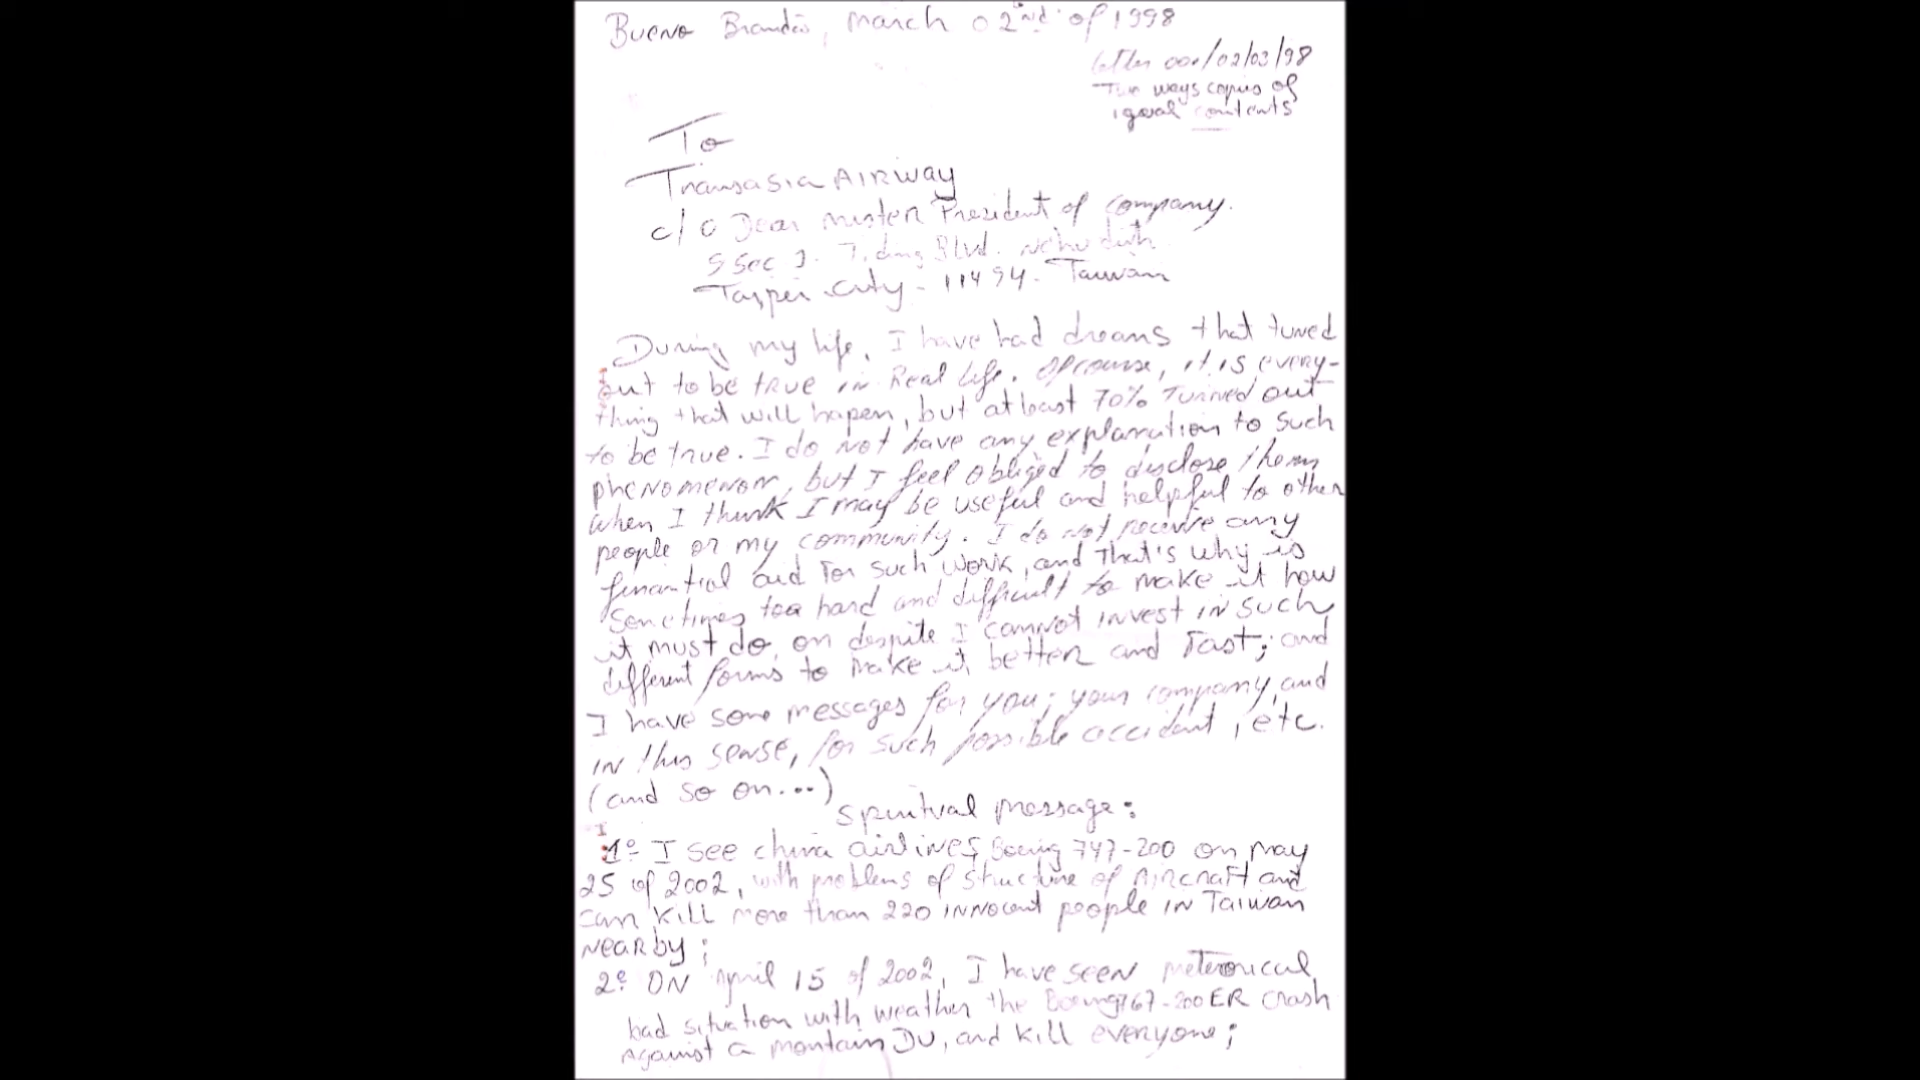 Bueno Brandão, March 02nd of 1998
letter 001/02/03/98
ways copies of
igoal contents
To
Transasia AIRWAY
c/o Dear Mister President of company.
5 Sec 1. Blvd.
Taipei City - 11494. Taiwan
During my life, I have had dreams that tuned
out to be true in Real life. Ofcourse, it is every-
thing that will hapen, but at least 70% Turned out
to be true. I do not have any explanation to such
phenomenom, but I feel obliged to disclose them
when I think I may be useful and helpful to other
people or my community. I do not receive any
financial aid For such work, and That's why is
sometimes too hard and difficult to make it how
it must do, on despite I cannot invest in such
different forms to make it better and Fast; and
I have some messages for you; your company, and
in this sense, for such possible accident, etc.
(and so on...)
Spiritual message:
1º I see china airlines Boeing 747-200 on may
25 of 2002, with problems of structure of Aircraft and
can kill more than 220 innocent people in Taiwan
nearby;
2º ON April 15 of 2002, I have seen
bad situation with weather the Boeing 767-200ER crash
against a montain DU, and kill everyone;